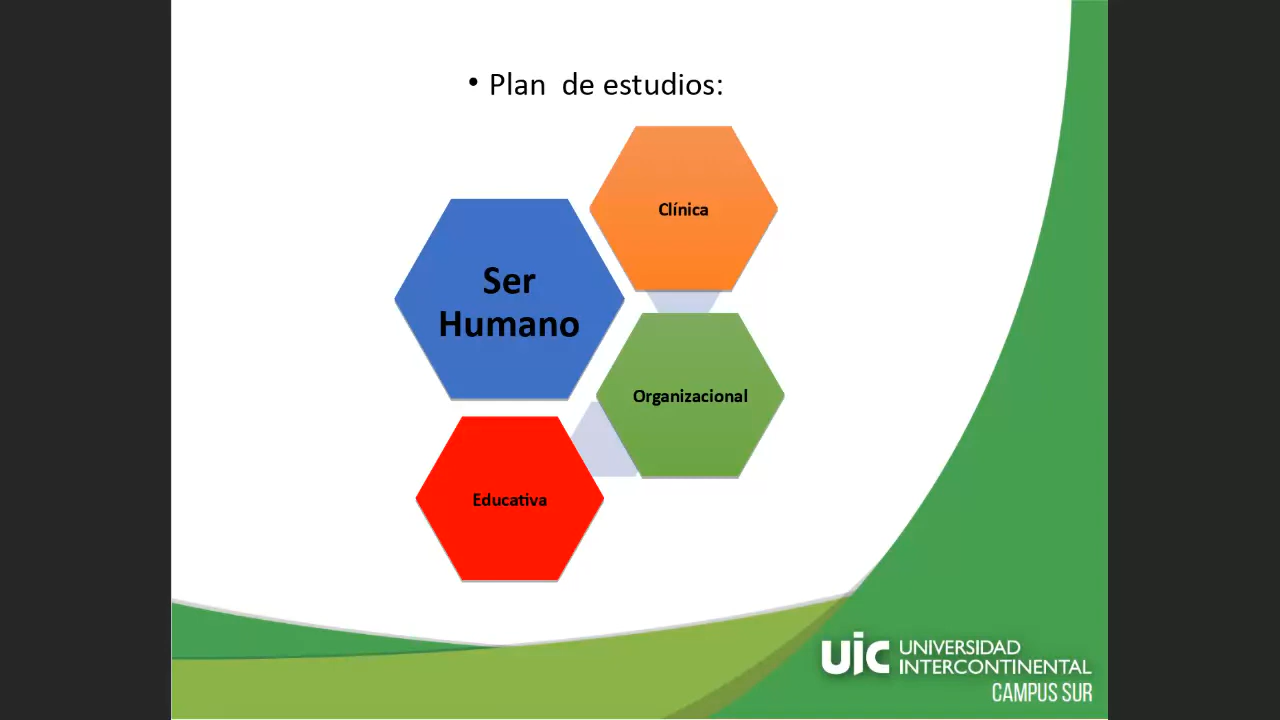 • Plan  de estudios:
Clínica
Ser
Humano
Organizacional
Educativa
uic UNIVERSIDAD
INTERCONTINENTAL
CAMPUS SUR